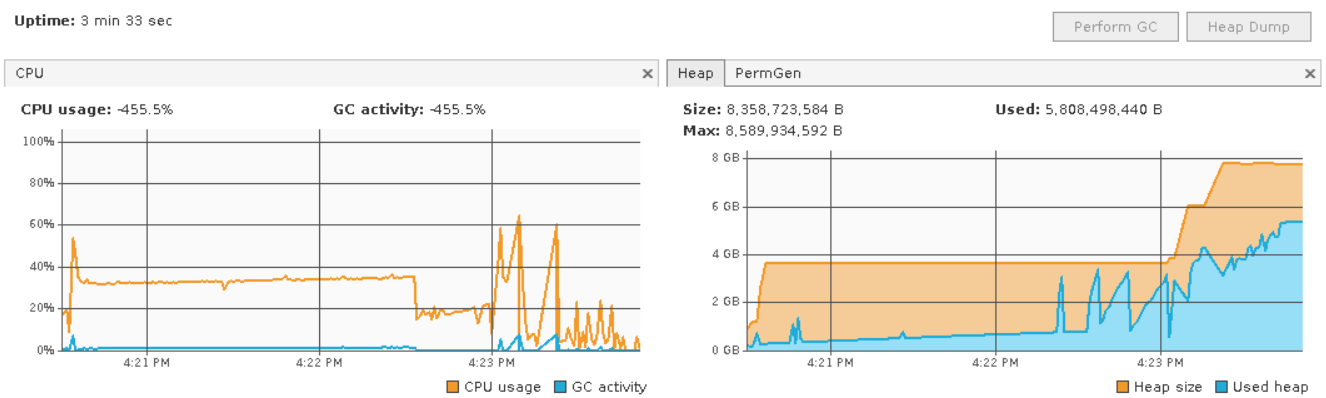 Uptime: 3 min 33 sec
Perform GC
Heap Dump
CPU
CPU usage: -455.5%
GC activity: -455.5%
100%
80%
60%
40%
20%
0%
4:21 PM
4:22 PM
4:23 PM
CPU usage
GC activity
Heap
PermGen
Size: 8,358,723,584 B
Used: 5,808,498,440 B
Max: 8,589,934,592 B
8 GB
6 GB
4 GB
2 GB
0 GB
4:21 PM
4:22 PM
4:23 PM
Heap size
Used heap